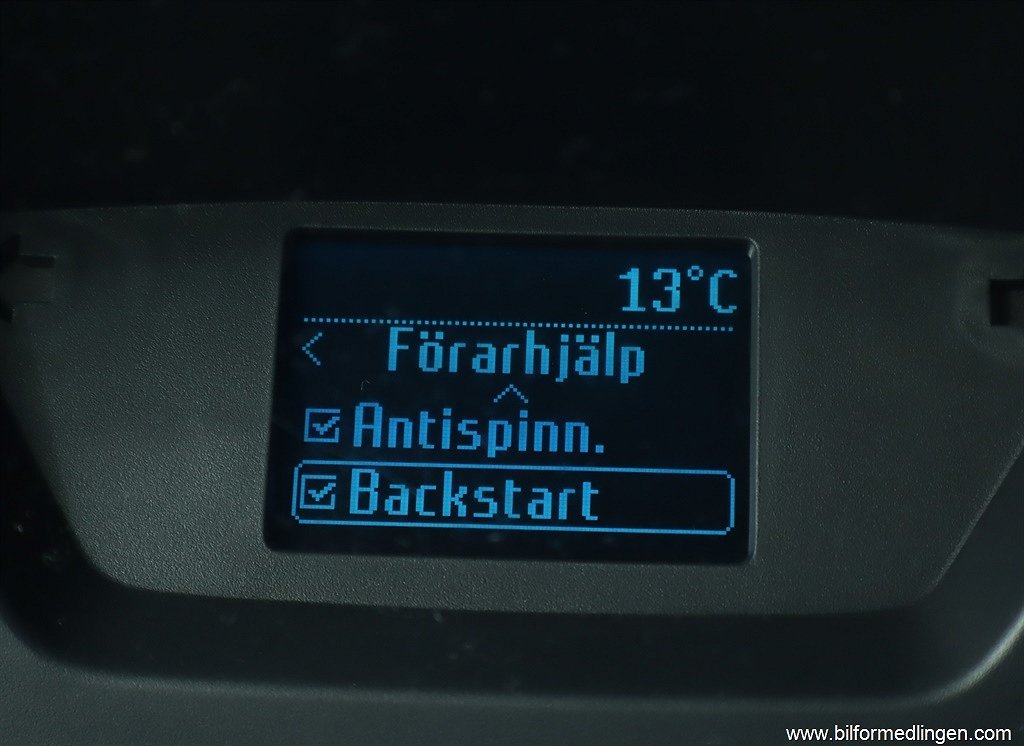 13°C
Förarhjälp
Antispinn.
Backstart
www.bilformedlingen.com